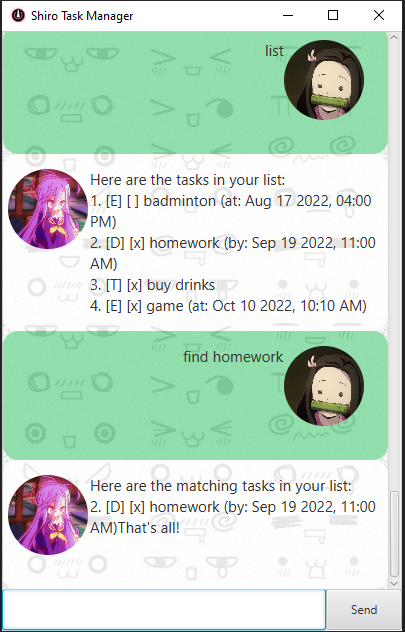 Shiro Task Manager
list
Here are the tasks in your list:
1. [E] [ ] badminton (at: Aug 17 2022, 04:00
PM)
2. [D] [x] homework (by: Sep 19 2022, 11:00
AM)
3. [T] [x] buy drinks
4. [E] [x] game (at: Oct 10 2022, 10:10 AM)
find homework
Here are the matching tasks in your list:
2. [D] [x] homework (by: Sep 19 2022, 11:00
AM)That's all!
Send